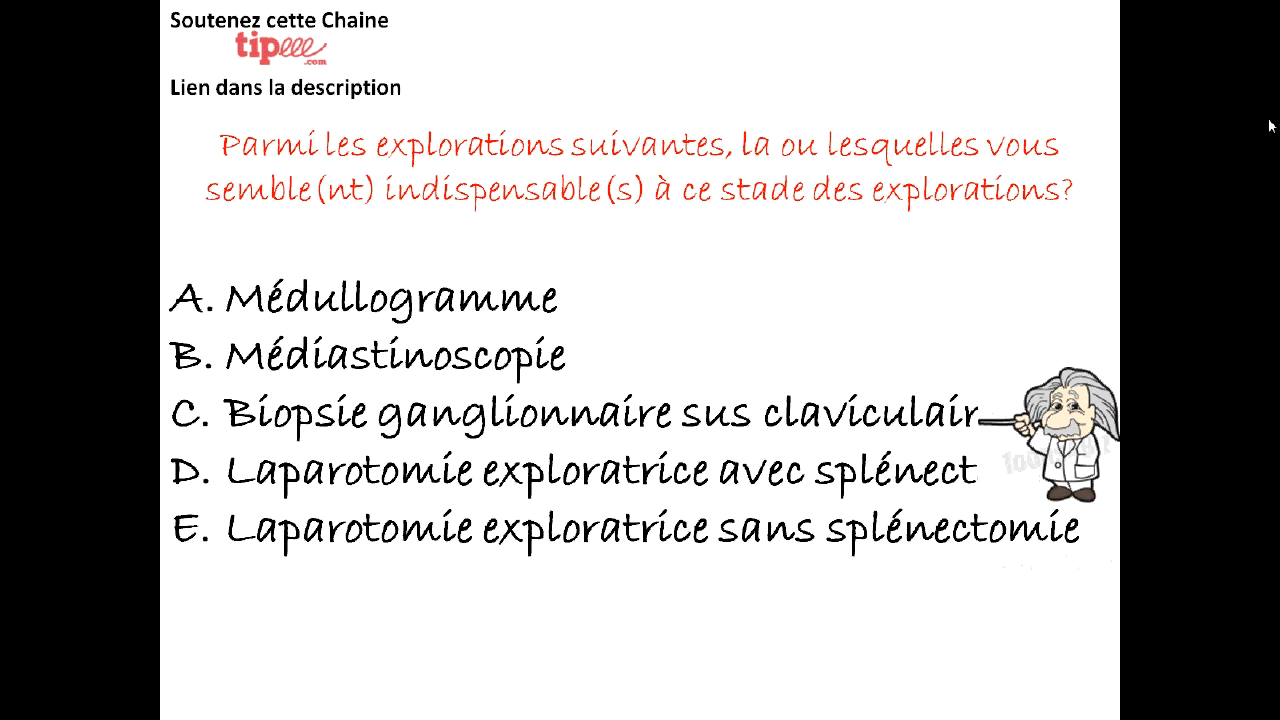 Soutenez cette Chaine
tipeee
.com
Lien dans la description
Parmi les explorations suivantes, la ou lesquelles vous
semble(nt) indispensable(s) à ce stade des explorations?
A. Médullogramme
B. Médiastinoscopie
C. Biopsie ganglionnaire sus claviculair
D. Laparotomie exploratrice avec splénect
E. Laparotomie exploratrice sans splénectomie